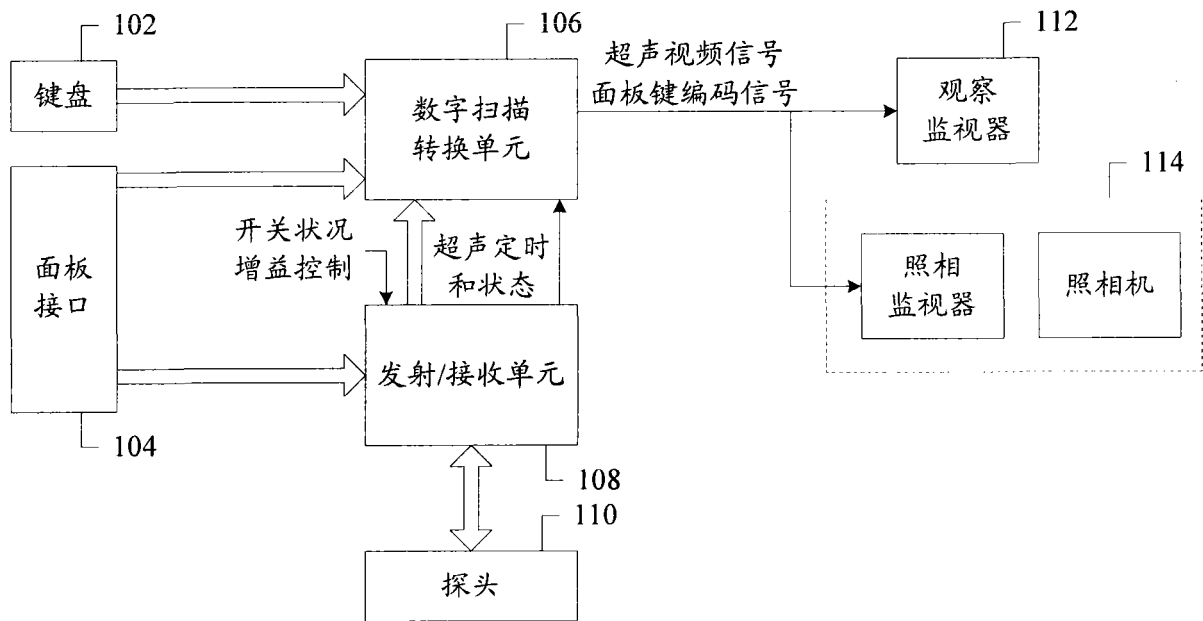 102
键盘
106
数字扫描
转换单元
超声视频信号
面板键编码信号
112
观察
监视器
114
照相
监视器
照相机
面板
接口
104
开关状况
增益控制
超声定时
和状态
发射/接收单元
108
110
探头